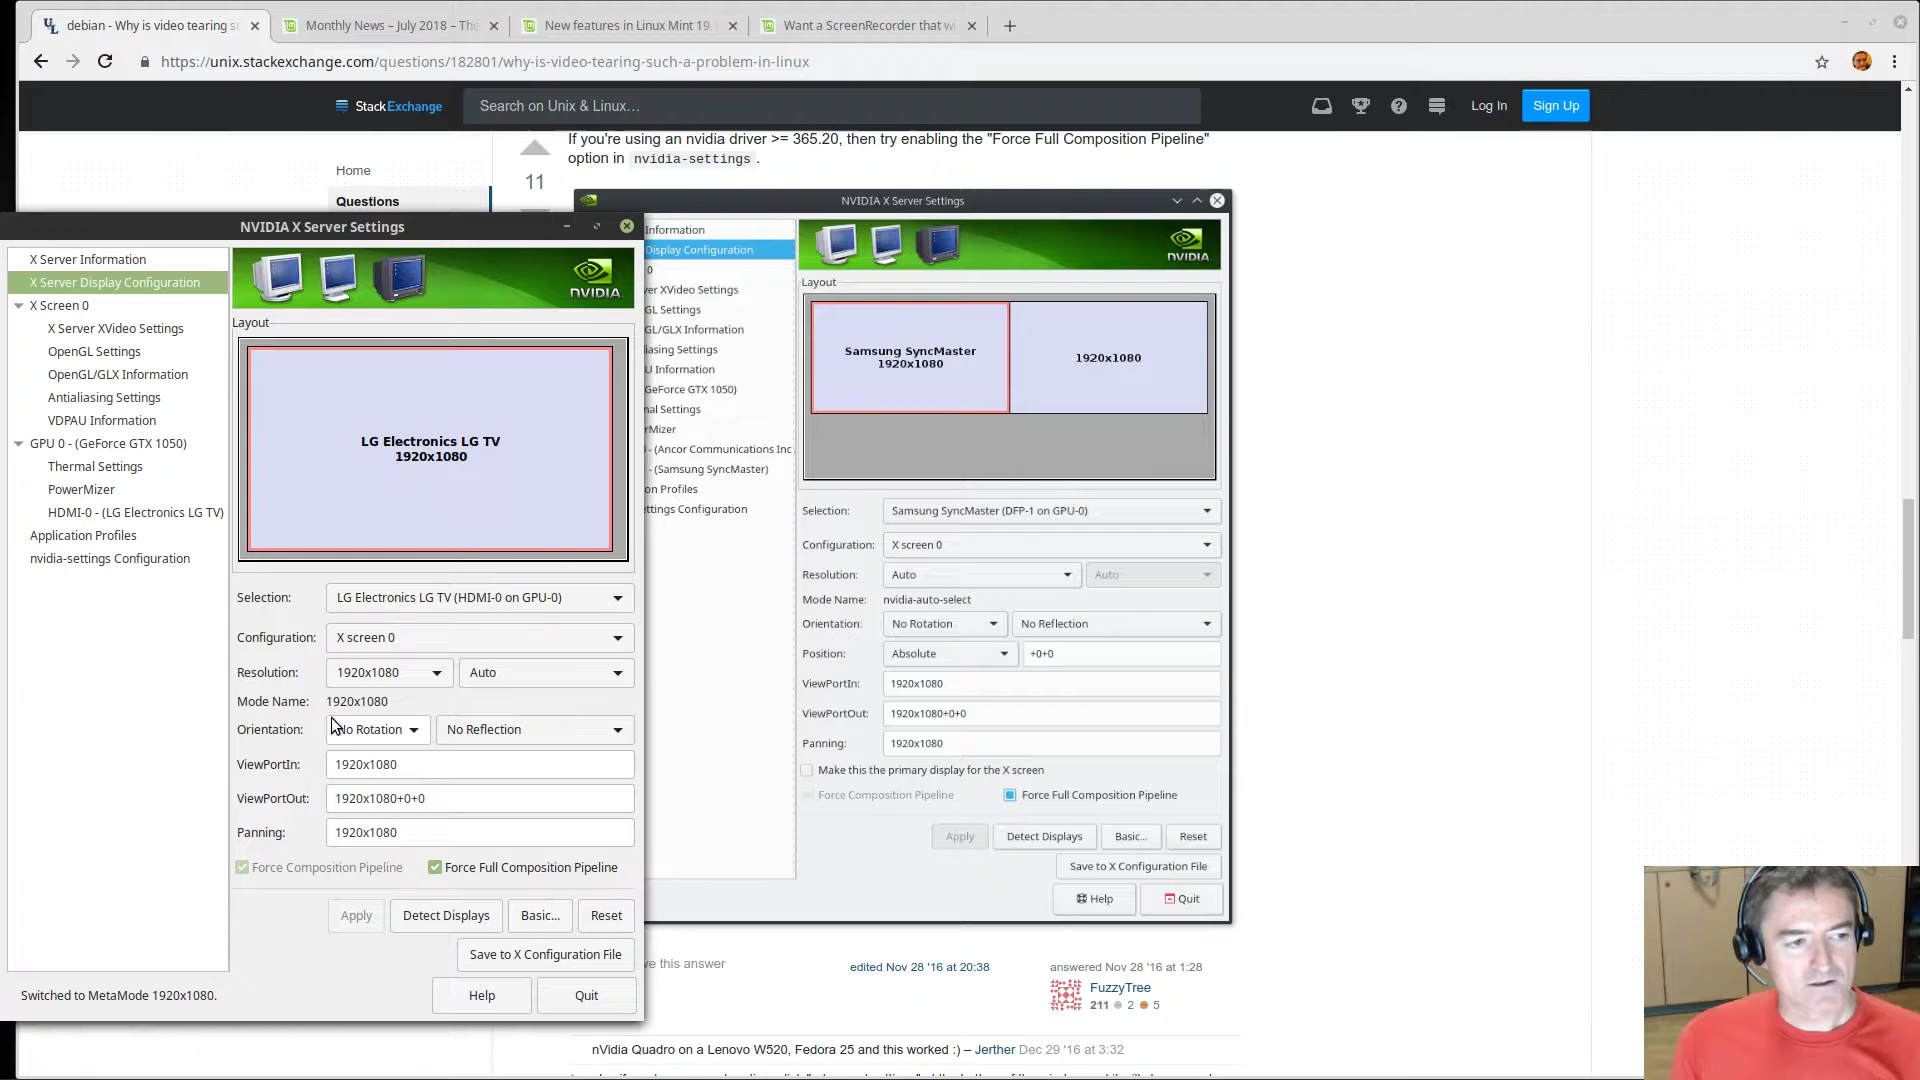 debian - Why is video tearing s
Monthly News – July 2018 – The
New features in Linux Mint 19.
Want a ScreenRecorder that w
https://unix.stackexchange.com/questions/182801/why-is-video-tearing-such-a-problem-in-linux
StackExchange
Search on Unix & Linux…
Log In
Sign Up
Home
Questions
11
If you're using an nvidia driver >= 365.20, then try enabling the "Force Full Composition Pipeline"
option in nvidia-settings .
NVIDIA X Server Settings
X Server Information
X Server Display Configuration
X Screen 0
X Server XVideo Settings
OpenGL Settings
OpenGL/GLX Information
Antialiasing Settings
VDPAU Information
GPU 0 - (GeForce GTX 1050)
Thermal Settings
PowerMizer
HDMI-0 - (LG Electronics LG TV)
Application Profiles
nvidia-settings Configuration
NVIDIA
Layout
LG Electronics LG TV
1920x1080
Selection: LG Electronics LG TV (HDMI-0 on GPU-0)
Configuration: X screen 0
Resolution: 1920x1080 Auto
Mode Name: 1920x1080
Orientation: No Rotation No Reflection
ViewPortIn: 1920x1080
ViewPortOut: 1920x1080+0+0
Panning: 1920x1080
Force Composition Pipeline Force Full Composition Pipeline
Apply Detect Displays Basic... Reset
Save to X Configuration File
Switched to MetaMode 1920x1080.
Help Quit
NVIDIA X Server Settings
Information
Display Configuration
0
er XVideo Settings
GL Settings
GL/GLX Information
iasing Settings
U Information
GeForce GTX 1050)
nal Settings
rMizer
- (Ancor Communications Inc
- (Samsung SyncMaster)
on Profiles
ettings Configuration
NVIDIA
Layout
Samsung SyncMaster
1920x1080
1920x1080
Selection: Samsung SyncMaster (DFP-1 on GPU-0)
Configuration: X screen 0
Resolution: Auto Auto
Mode Name: nvidia-auto-select
Orientation: No Rotation No Reflection
Position: Absolute +0+0
ViewPortIn: 1920x1080
ViewPortOut: 1920x1080+0+0
Panning: 1920x1080
Make this the primary display for the X screen
Force Composition Pipeline Force Full Composition Pipeline
Apply Detect Displays Basic... Reset
Save to X Configuration File
Help Quit
ve this answer
edited Nov 28 '16 at 20:38
answered Nov 28 '16 at 1:28
FuzzyTree
211 2 5
nVidia Quadro on a Lenovo W520, Fedora 25 and this worked :) – Jerther Dec 29 '16 at 3:32